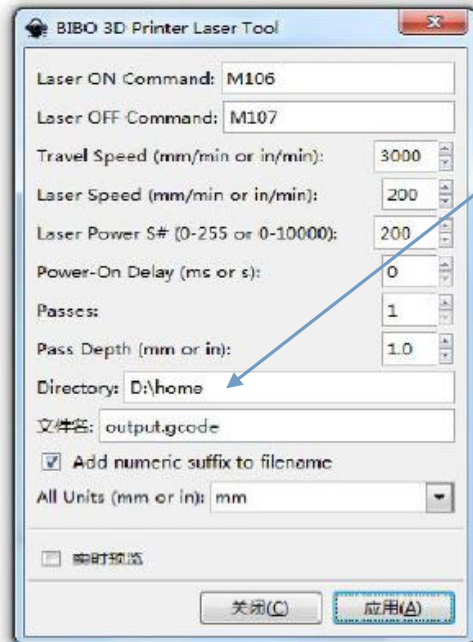 BIBO 3D Printer Laser Tool
Laser ON Command: M106
Laser OFF Command: M107
Travel Speed (mm/min or in/min): 3000
Laser Speed (mm/min or in/min): 200
Laser Power S# (0-255 or 0-10000): 200
Power-On Delay (ms or s): 0
Passes: 1
Pass Depth (mm or in): 1.0
Directory: D:\home
文件名: output.gcode
Add numeric suffix to filename
All Units (mm or in): mm
实时预览
关闭(C) 应用(A)